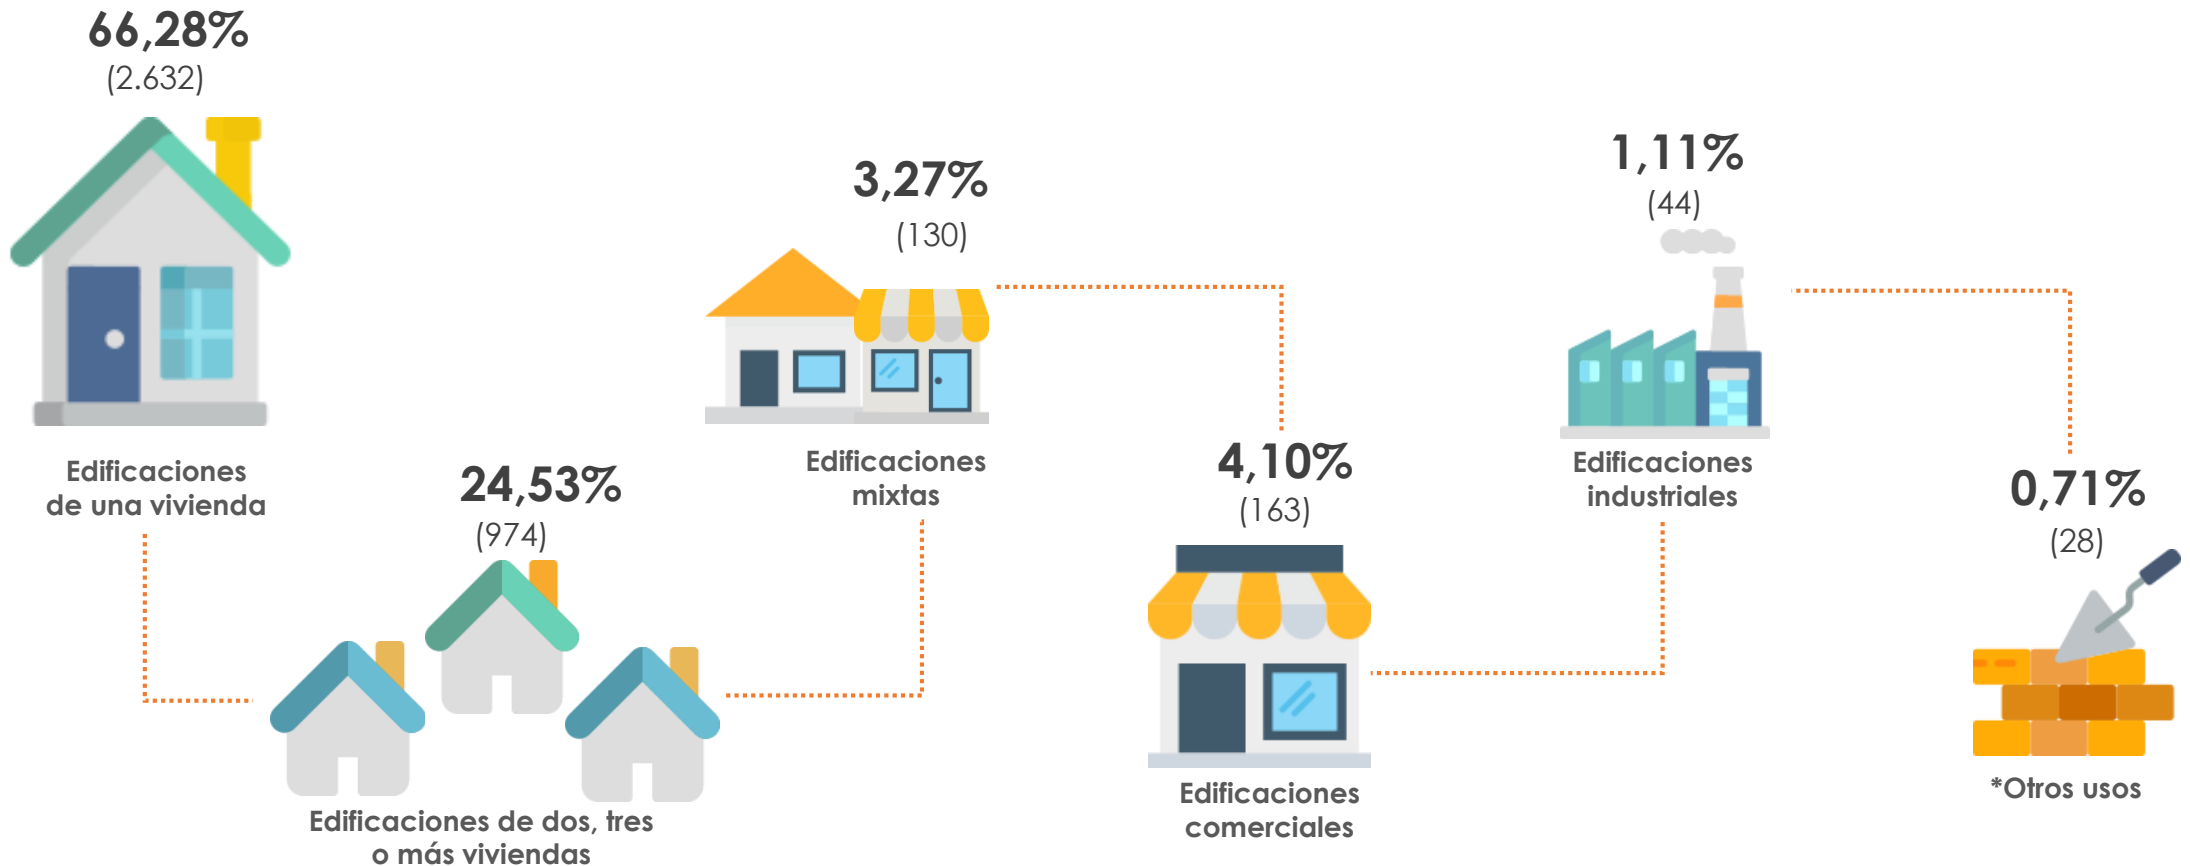 66,28%
(2.632)
Edificaciones
de una vivienda
24,53%
(974)
Edificaciones de dos, tres
o más viviendas
3,27%
(130)
Edificaciones
mixtas
4,10%
(163)
Edificaciones
comerciales
1,11%
(44)
Edificaciones
industriales
0,71%
(28)
*Otros usos